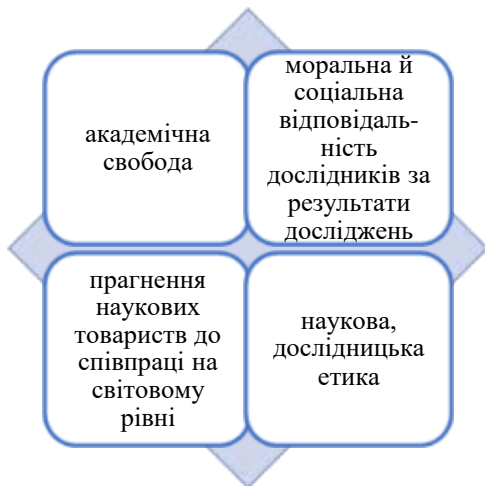 академічна
свобода
моральна й
соціальна
відповідаль-
ність
дослідників за
результати
досліджень
прагнення
наукових
товариств до
співпраці на
світовому
рівні
наукова,
дослідницька
етика